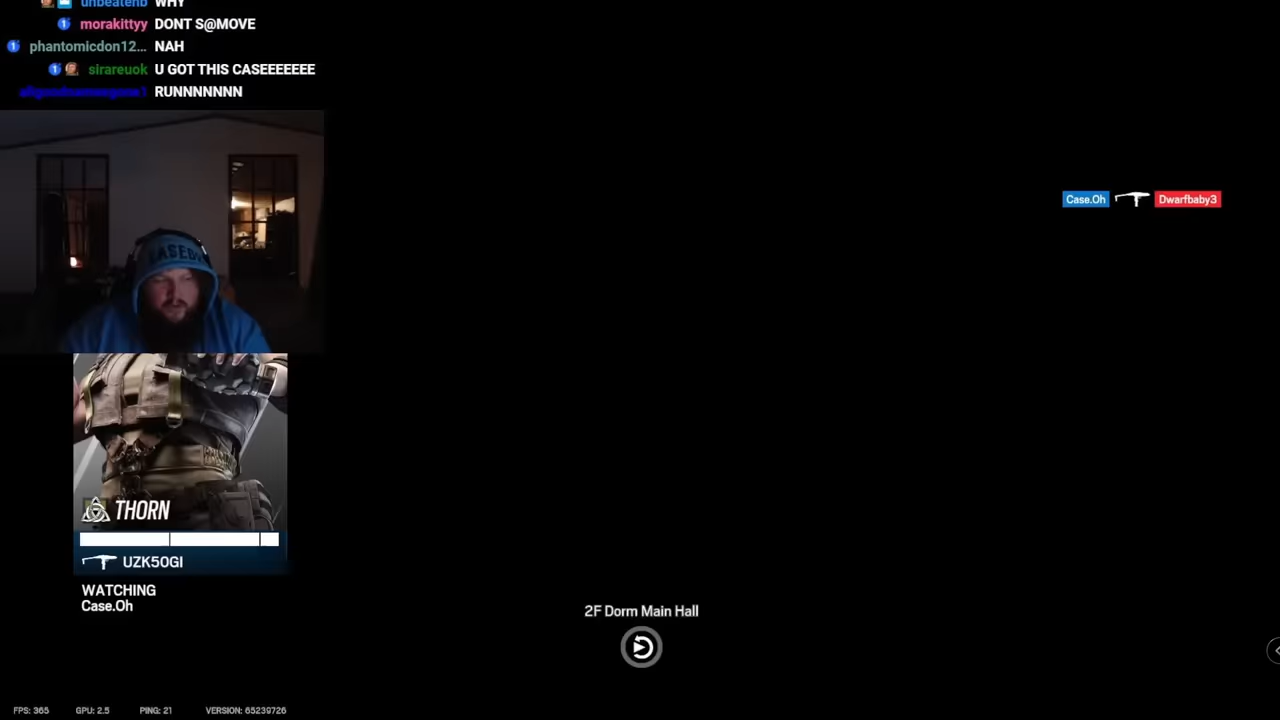 unbeatenb WHY
morakittyy DONT S@MOVE
phantomicdon12... NAH
sirareuok U GOT THIS CASEEEEEEE
RUNNNNNNN
Case.Oh Dwarfbaby3
THORN
UZK50GI
WATCHING
Case.Oh
2F Dorm Main Hall
FPS: 365 GPU: 2.5 PING: 21 VERSION: 65239726